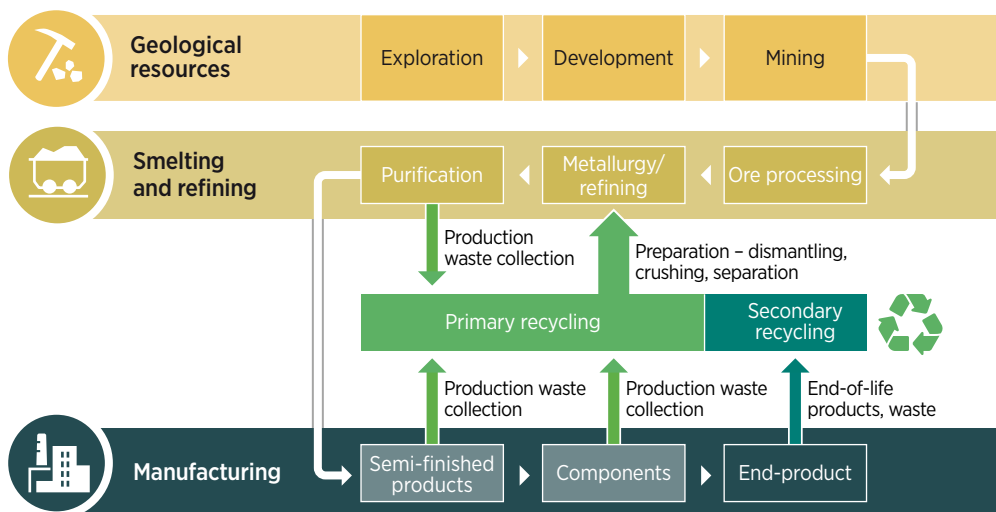 Geological
resources
Exploration
Development
Mining
Smelting
and refining
Purification
Metallurgy/
refining
Ore processing
Production
waste collection
Preparation – dismantling,
crushing, separation
Primary recycling
Secondary
recycling
Production waste
collection
Production waste
collection
End-of-life
products, waste
Manufacturing
Semi-finished
products
Components
End-product